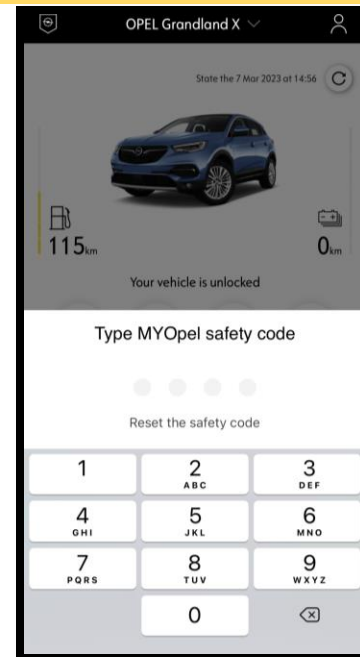 OPEL Grandland X
State the 7 Mar 2023 at 14:56
115km
0km
Your vehicle is unlocked
Type MYOpel safety code
Reset the safety code
1 2 3
ABC DEF
4 5 6
GHI JKL MNO
7 8 9
PQRS TUV WXYZ
0